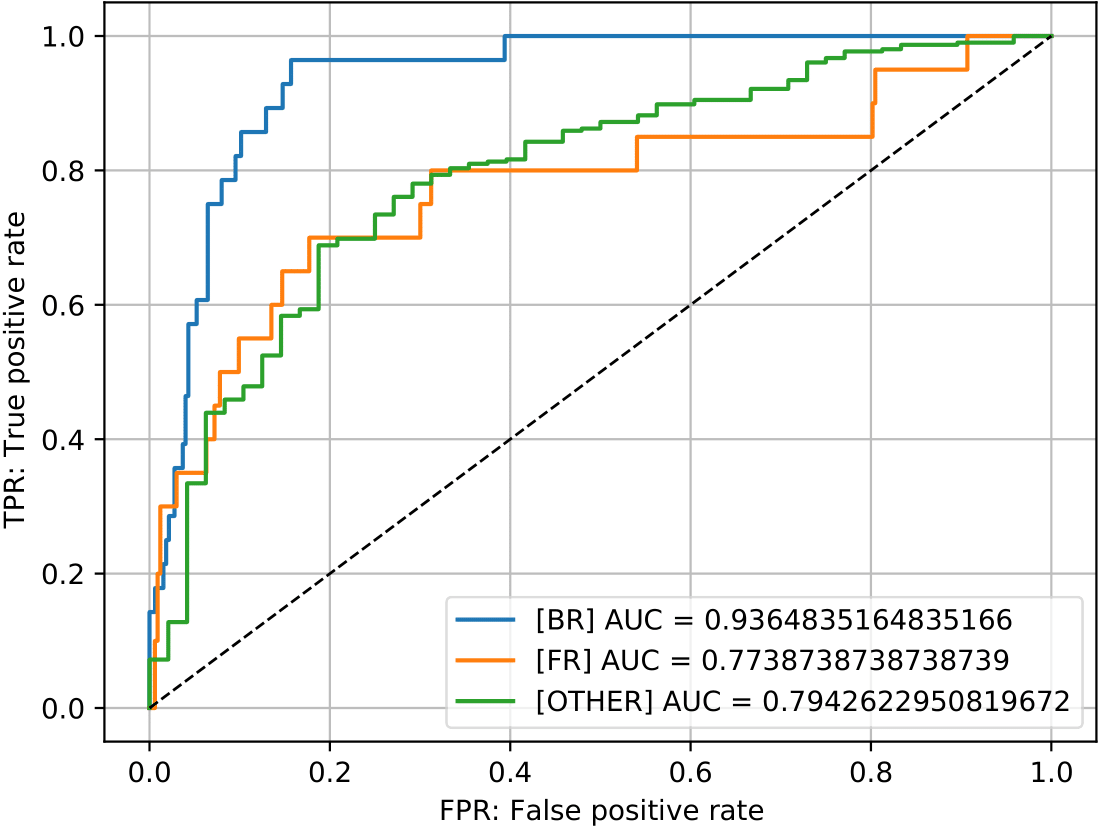 1.0
0.8
0.6
0.4
0.2
0.0
TPR: True positive rate
[BR] AUC = 0.9364835164835166
[FR] AUC = 0.7738738738738739
[OTHER] AUC = 0.7942622950819672
0.0 0.2 0.4 0.6 0.8 1.0
FPR: False positive rate